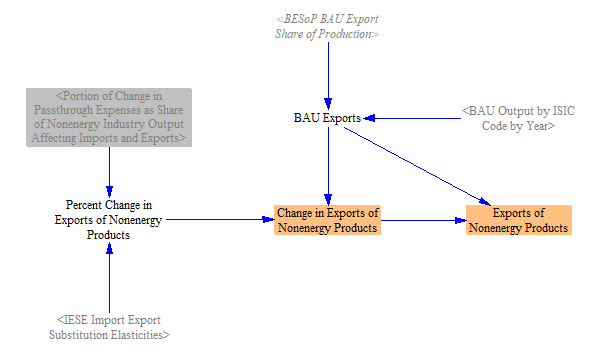 <BESoP BAU Export
Share of Production>
<Portion of Change in
Passthrough Expenses as Share
of Nonenergy Industry Output
Affecting Imports and Exports>
BAU Exports
<BAU Output by ISIC
Code by Year>
Percent Change in
Exports of Nonenergy
Products
Change in Exports of
Nonenergy Products
Exports of
Nonenergy Products
<IESE Import Export
Substitution Elasticities>